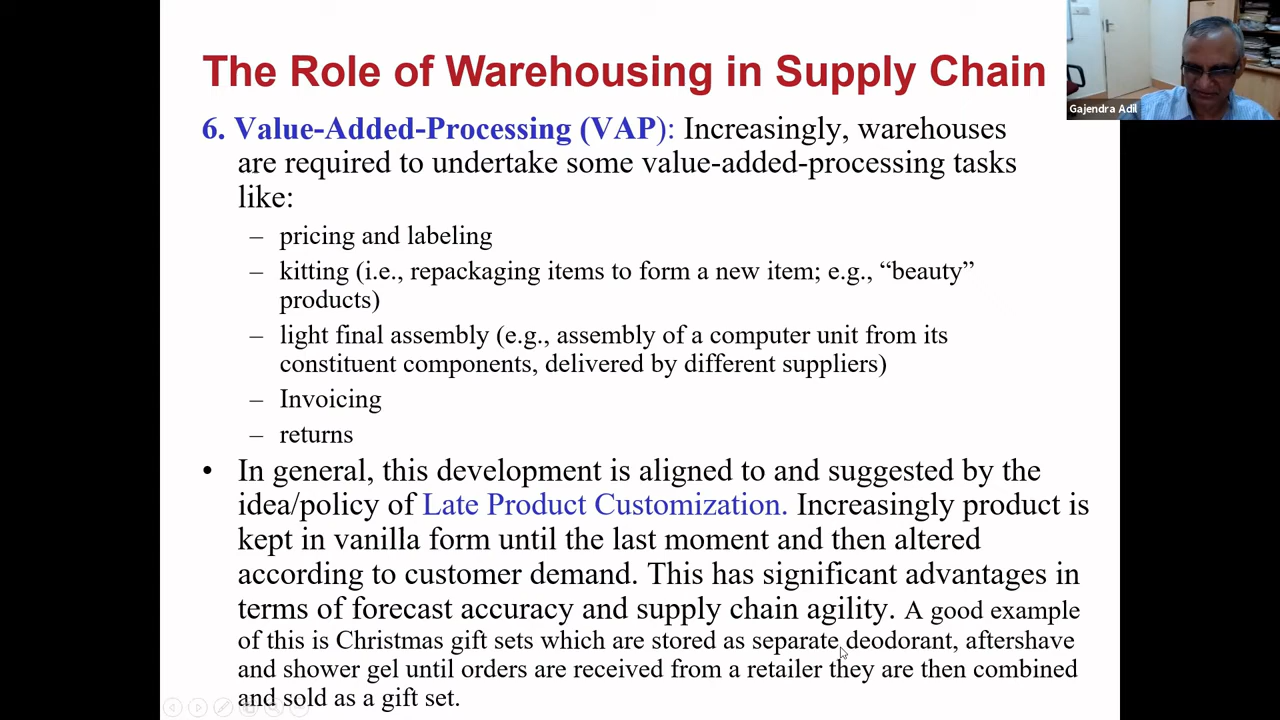 The Role of Warehousing in Supply Chain
Gajendra Adil
6. Value-Added-Processing (VAP): Increasingly, warehouses
are required to undertake some value-added-processing tasks
like:
– pricing and labeling
– kitting (i.e., repackaging items to form a new item; e.g., “beauty”
products)
– light final assembly (e.g., assembly of a computer unit from its
constituent components, delivered by different suppliers)
– Invoicing
– returns
• In general, this development is aligned to and suggested by the
idea/policy of Late Product Customization. Increasingly product is
kept in vanilla form until the last moment and then altered
according to customer demand. This has significant advantages in
terms of forecast accuracy and supply chain agility. A good example
of this is Christmas gift sets which are stored as separate deodorant, aftershave
and shower gel until orders are received from a retailer they are then combined
and sold as a gift set.